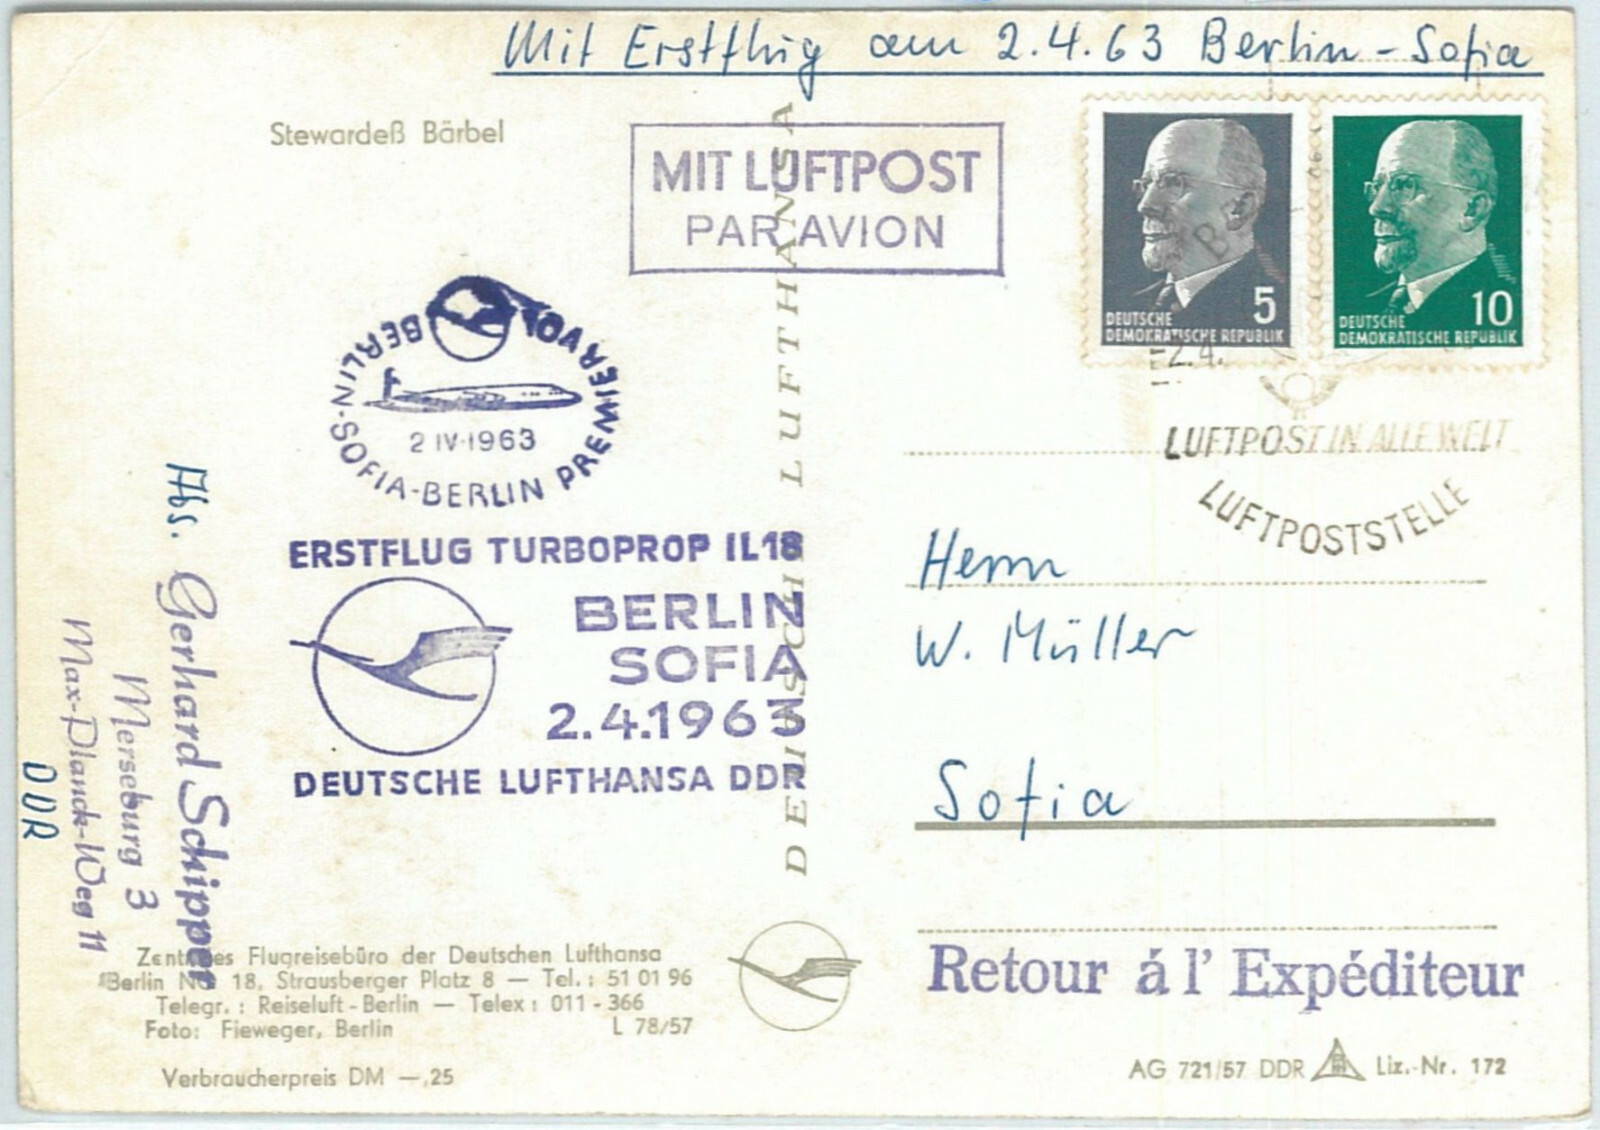 Mit Erstflug am 2.4.63 Berlin - Sofia
Stewardeß Bärbel
MIT LUFTPOST
PAR AVION
5
DEUTSCHE
DEMOKRATISCHE REPUBLIK
10
DEUTSCHE
DEMOKRATISCHE REPUBLIK
2.4.
LUFTPOST IN ALLE WELT
LUFTPOSTSTELLE
BERLIN-SOFIA-BERLIN PREMIER VOL
2 IV·1963
ERSTFLUG TURBOPROP IL18
BERLIN
SOFIA
2.4.1963
DEUTSCHE LUFTHANSA DDR
DEUTSCHE LUFTHANSA
Abs. Gerhard Schipper
Merseburg 3
Max-Planck-Weg 11
DDR
Herrn
W. Müller
Sofia
Retour á l' Expéditeur
Zentrales Flugreisebüro der Deutschen Lufthansa
Berlin NO 18, Strausberger Platz 8 — Tel.: 51 01 96
Telegr.: Reiseluft-Berlin — Telex: 011-366
Foto: Fieweger, Berlin L 78/57
Verbraucherpreis DM —,25
AG 721/57 DDR Liz.-Nr. 172